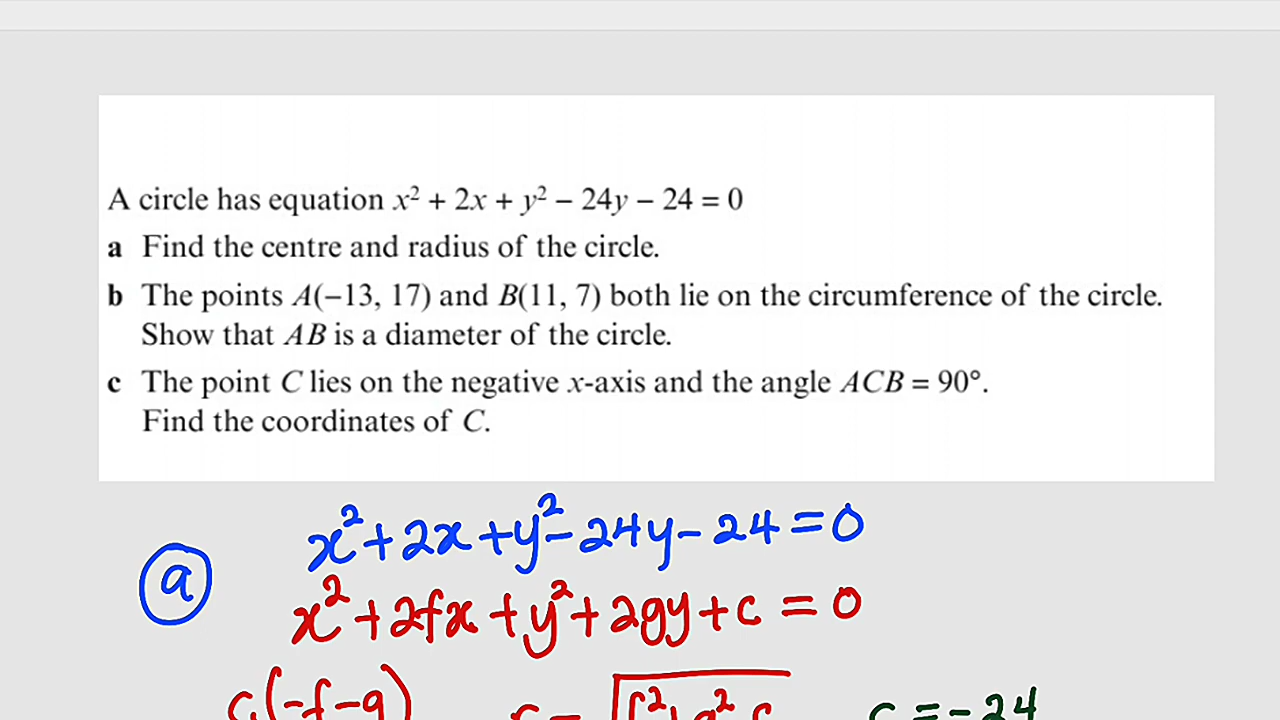 A circle has equation x² + 2x + y² − 24y − 24 = 0
a Find the centre and radius of the circle.
b The points A(−13, 17) and B(11, 7) both lie on the circumference of the circle.
Show that AB is a diameter of the circle.
c The point C lies on the negative x-axis and the angle ACB = 90°.
Find the coordinates of C.
a x²+2x+y²-24y-24=0
x²+2fx+y²+2gy+c=0
c=-24